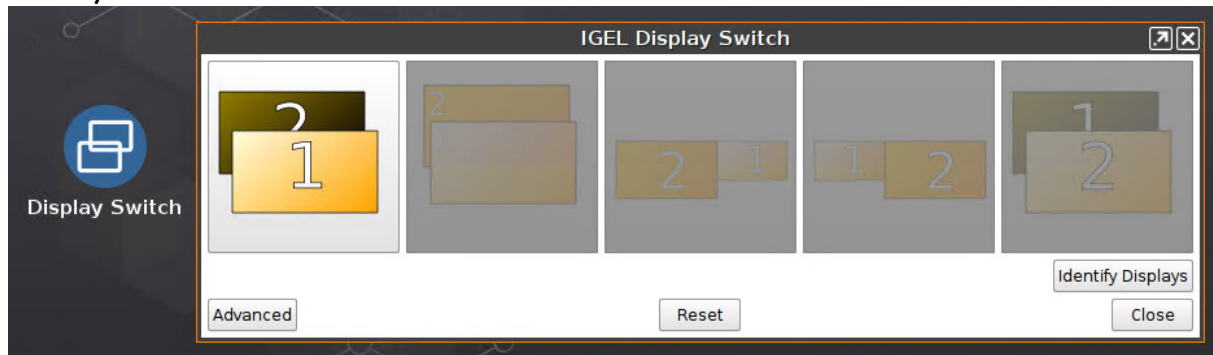 IGEL Display Switch
2
1
2
2
1
1
2
1
2
Display Switch
Identify Displays
Advanced
Reset
Close